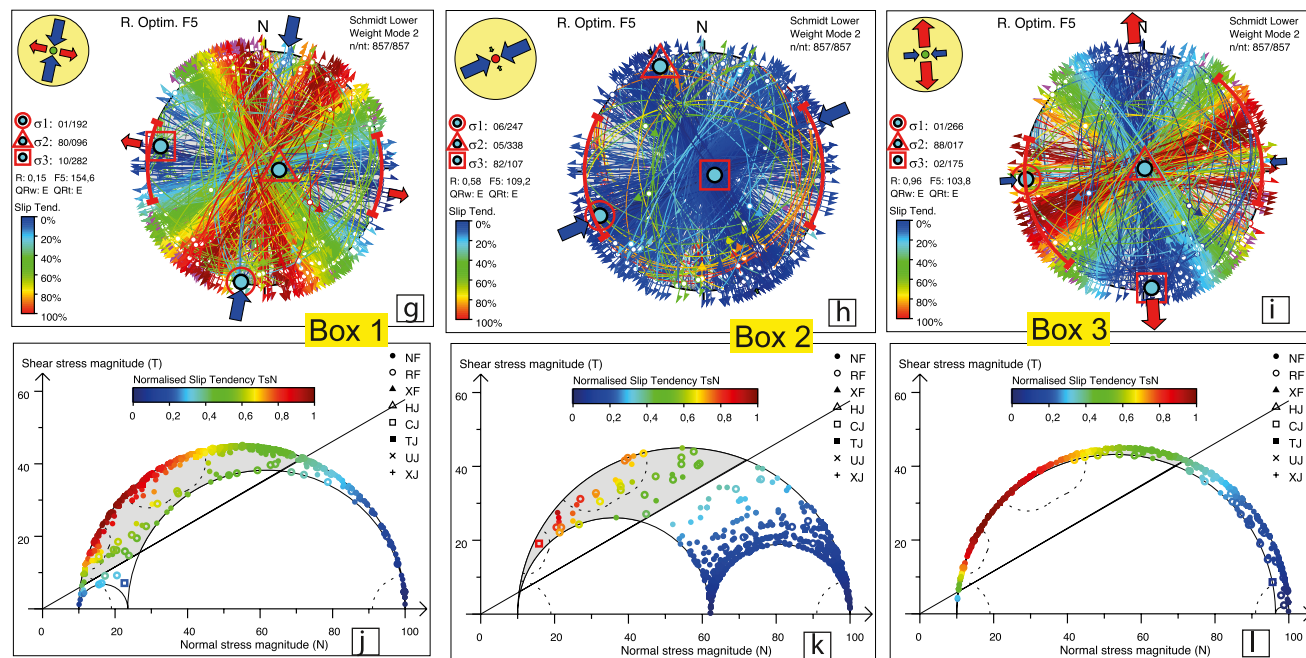 R. Optim. F5
N
Schmidt Lower
Weight Mode 2
n/nt: 857/857
σ1: 01/192
σ2: 80/096
σ3: 10/282
R: 0,15 F5: 154,6
QRw: E QRt: E
Slip Tend.
0%
20%
40%
60%
80%
100%
g
Box 1
R. Optim. F5
N
Schmidt Lower
Weight Mode 2
n/nt: 857/857
σ1: 06/247
σ2: 05/338
σ3: 82/107
R: 0,58 F5: 109,2
QRw: E QRt: E
Slip Tend.
0%
20%
40%
60%
80%
100%
h
Box 2
R. Optim. F5
N
Schmidt Lower
Weight Mode 2
n/nt: 857/857
σ1: 01/266
σ2: 88/017
σ3: 02/175
R: 0,96 F5: 103,8
QRw: E QRt: E
Slip Tend.
0%
20%
40%
60%
80%
100%
i
Box 3
Shear stress magnitude (T)
Normalised Slip Tendency TsN
0 0,2 0,4 0,6 0,8 1
NF
RF
XF
HJ
CJ
TJ
UJ
XJ
60
40
20
0
0 20 40 60 80 100
Normal stress magnitude (N)
j
Shear stress magnitude (T)
Normalised Slip Tendency TsN
0 0,2 0,4 0,6 0,8 1
NF
RF
XF
HJ
CJ
TJ
UJ
XJ
60
40
20
0
0 20 40 60 80 100
Normal stress magnitude (N)
k
Shear stress magnitude (T)
Normalised Slip Tendency TsN
0 0,2 0,4 0,6 0,8 1
NF
RF
XF
HJ
CJ
TJ
UJ
XJ
60
40
20
0
0 20 40 60 80 100
Normal stress magnitude (N)
l